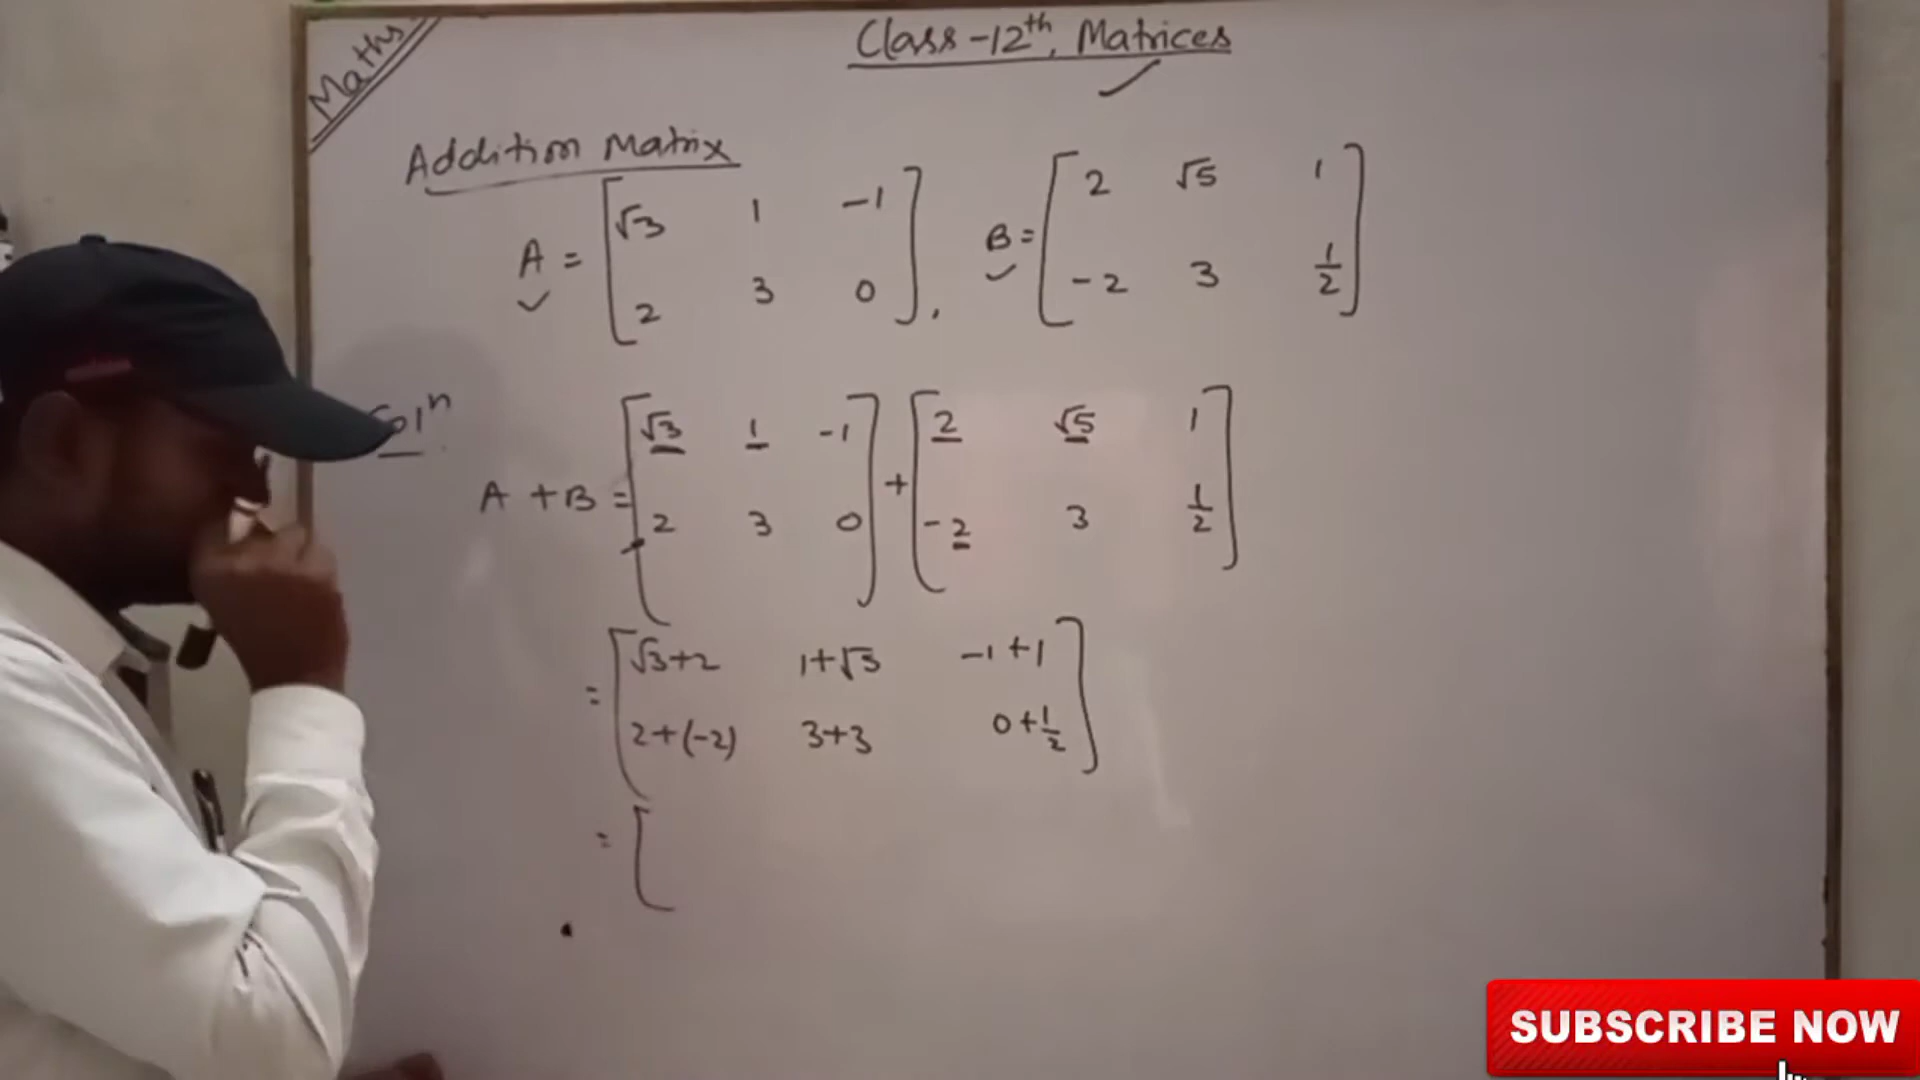 Maths
Class-12th, Matrices
Addition Matrix
A = [√3 1 -1
2 3 0], B = [2 √5 1
-2 3 1/2]
Solⁿ
A + B = [√3 1 -1
2 3 0] + [2 √5 1
-2 3 1/2]
= [√3+2 1+√3 -1+1
2+(-2) 3+3 0+1/2]
= [
SUBSCRIBE NOW